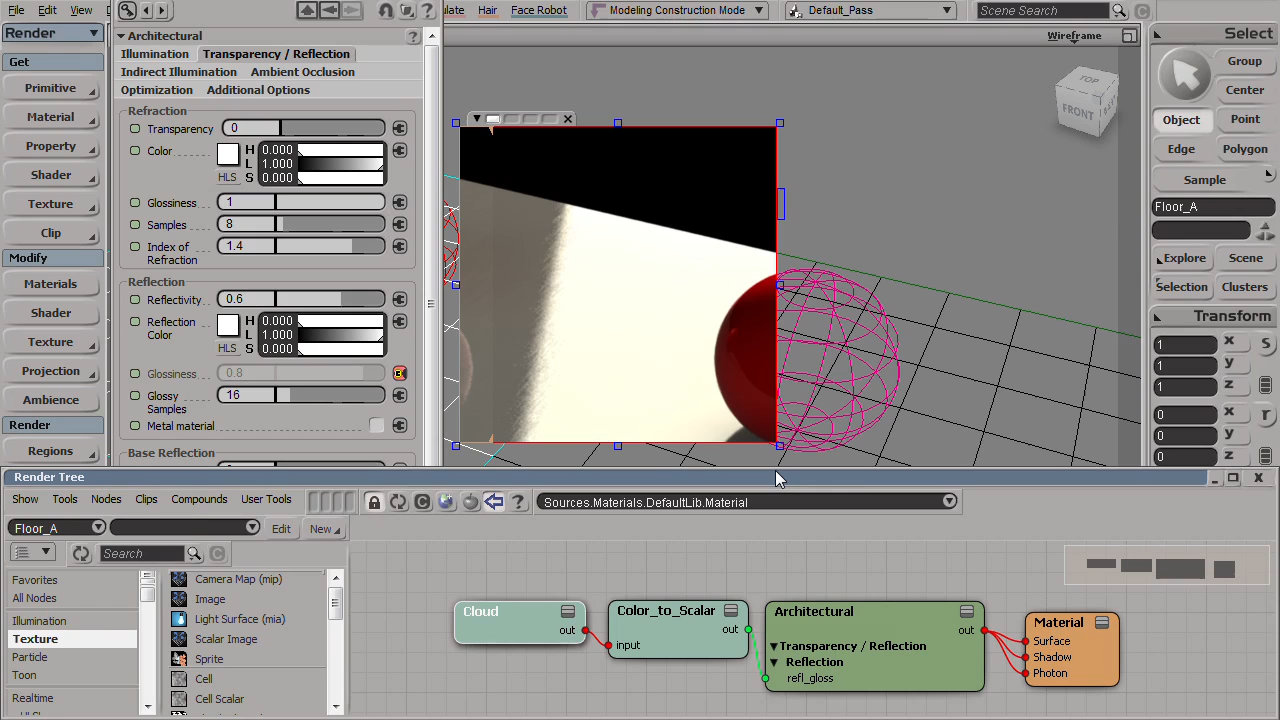 File Edit
Hair
Face Robot
Modeling Construction Mode
Default_Pass
Scene Search
Render
Get
Primitive
Material
Property
Shader
Texture
Clip
Modify
Materials
Shader
Texture
Projection
Ambience
Render
Regions
Architectural
?
Illumination
Transparency / Reflection
Indirect Illumination
Ambient Occlusion
Optimization
Additional Options
Refraction
Transparency
0
Color
H 0.000
L 1.000
S 0.000
HLS
Glossiness
1
Samples
8
Index of
Refraction
1.4
Reflection
Reflectivity
0.6
Reflection
Color
H 0.000
L 1.000
S 0.000
HLS
Glossiness
0.8
Glossy
Samples
16
Metal material
Base Reflection
Wireframe
TOP
FRONT
Select
Group
Center
Object
Point
Edge
Polygon
Sample
Floor_A
Explore
Scene
Selection
Clusters
Transform
1 x S
1 y
1 z
0 x r
0 y
0 z
Render Tree
Show Tools Nodes Clips Compounds User Tools
Sources.Materials.DefaultLib.Material
Floor_A
Edit
New
Search
Favorites
All Nodes
Illumination
Texture
Particle
Toon
Realtime
Camera Map (mip)
Image
Light Surface (mia)
Scalar Image
Sprite
Cell
Cell Scalar
Cloud
out
Color_to_Scalar
out
input
Architectural
out
Transparency / Reflection
Reflection
refl_gloss
Material
Surface
Shadow
Photon